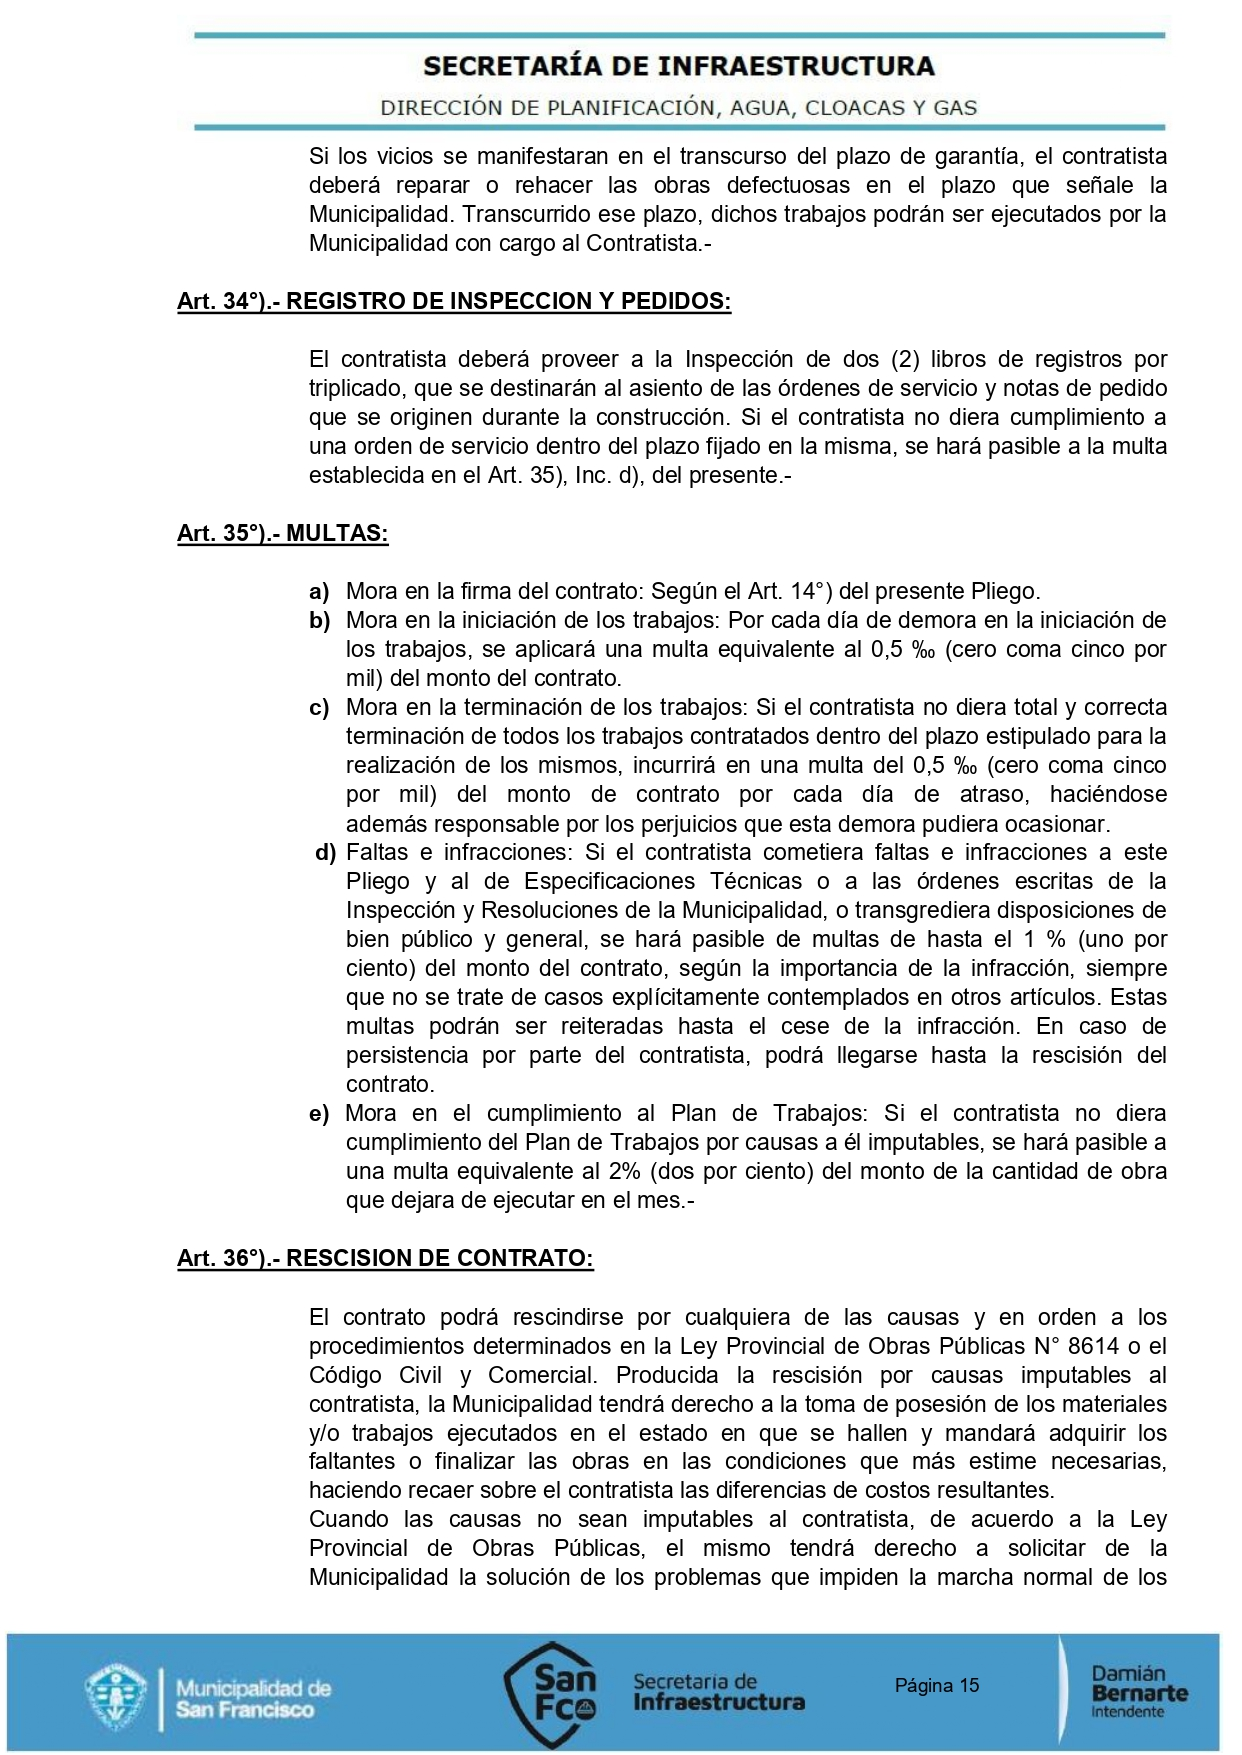 SECRETARÍA DE INFRAESTRUCTURA
DIRECCIÓN DE PLANIFICACIÓN, AGUA, CLOACAS Y GAS
Si los vicios se manifestaran en el transcurso del plazo de garantía, el contratista
deberá reparar o rehacer las obras defectuosas en el plazo que señale la
Municipalidad. Transcurrido ese plazo, dichos trabajos podrán ser ejecutados por la
Municipalidad con cargo al Contratista.-
Art. 34°).- REGISTRO DE INSPECCION Y PEDIDOS:
El contratista deberá proveer a la Inspección de dos (2) libros de registros por
triplicado, que se destinarán al asiento de las órdenes de servicio y notas de pedido
que se originen durante la construcción. Si el contratista no diera cumplimiento a
una orden de servicio dentro del plazo fijado en la misma, se hará pasible a la multa
establecida en el Art. 35), Inc. d), del presente.-
Art. 35°).- MULTAS:
a) Mora en la firma del contrato: Según el Art. 14°) del presente Pliego.
b) Mora en la iniciación de los trabajos: Por cada día de demora en la iniciación de
los trabajos, se aplicará una multa equivalente al 0,5 ‰ (cero coma cinco por
mil) del monto del contrato.
c) Mora en la terminación de los trabajos: Si el contratista no diera total y correcta
terminación de todos los trabajos contratados dentro del plazo estipulado para la
realización de los mismos, incurrirá en una multa del 0,5 ‰ (cero coma cinco
por mil) del monto de contrato por cada día de atraso, haciéndose
además responsable por los perjuicios que esta demora pudiera ocasionar.
d) Faltas e infracciones: Si el contratista cometiera faltas e infracciones a este
Pliego y al de Especificaciones Técnicas o a las órdenes escritas de la
Inspección y Resoluciones de la Municipalidad, o transgrediera disposiciones de
bien público y general, se hará pasible de multas de hasta el 1 % (uno por
ciento) del monto del contrato, según la importancia de la infracción, siempre
que no se trate de casos explícitamente contemplados en otros artículos. Estas
multas podrán ser reiteradas hasta el cese de la infracción. En caso de
persistencia por parte del contratista, podrá llegarse hasta la rescisión del
contrato.
e) Mora en el cumplimiento al Plan de Trabajos: Si el contratista no diera
cumplimiento del Plan de Trabajos por causas a él imputables, se hará pasible a
una multa equivalente al 2% (dos por ciento) del monto de la cantidad de obra
que dejara de ejecutar en el mes.-
Art. 36°).- RESCISION DE CONTRATO:
El contrato podrá rescindirse por cualquiera de las causas y en orden a los
procedimientos determinados en la Ley Provincial de Obras Públicas N° 8614 o el
Código Civil y Comercial. Producida la rescisión por causas imputables al
contratista, la Municipalidad tendrá derecho a la toma de posesión de los materiales
y/o trabajos ejecutados en el estado en que se hallen y mandará adquirir los
faltantes o finalizar las obras en las condiciones que más estime necesarias,
haciendo recaer sobre el contratista las diferencias de costos resultantes.
Cuando las causas no sean imputables al contratista, de acuerdo a la Ley
Provincial de Obras Públicas, el mismo tendrá derecho a solicitar de la
Municipalidad la solución de los problemas que impiden la marcha normal de los
Municipalidad de
San Francisco
San
Fco
Secretaría de
Infraestructura
Página 15
Damián
Bernarte
Intendente